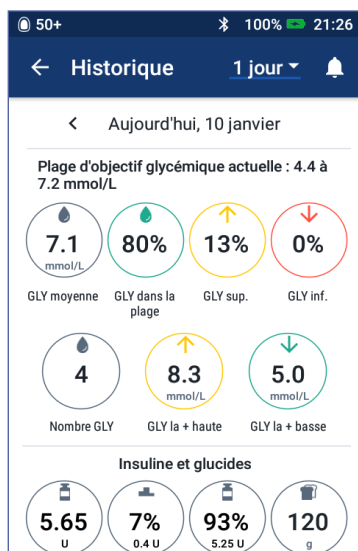 50+ 100% 21:26
Historique 1 jour
Aujourd'hui, 10 janvier
Plage d'objectif glycémique actuelle : 4.4 à
7.2 mmol/L
7.1 80% 13% 0%
mmol/L
GLY moyenne GLY dans la plage GLY sup. GLY inf.
4 8.3 5.0
mmol/L mmol/L
Nombre GLY GLY la + haute GLY la + basse
Insuline et glucides
5.65 7% 93% 120
U 0.4 U 5.25 U g